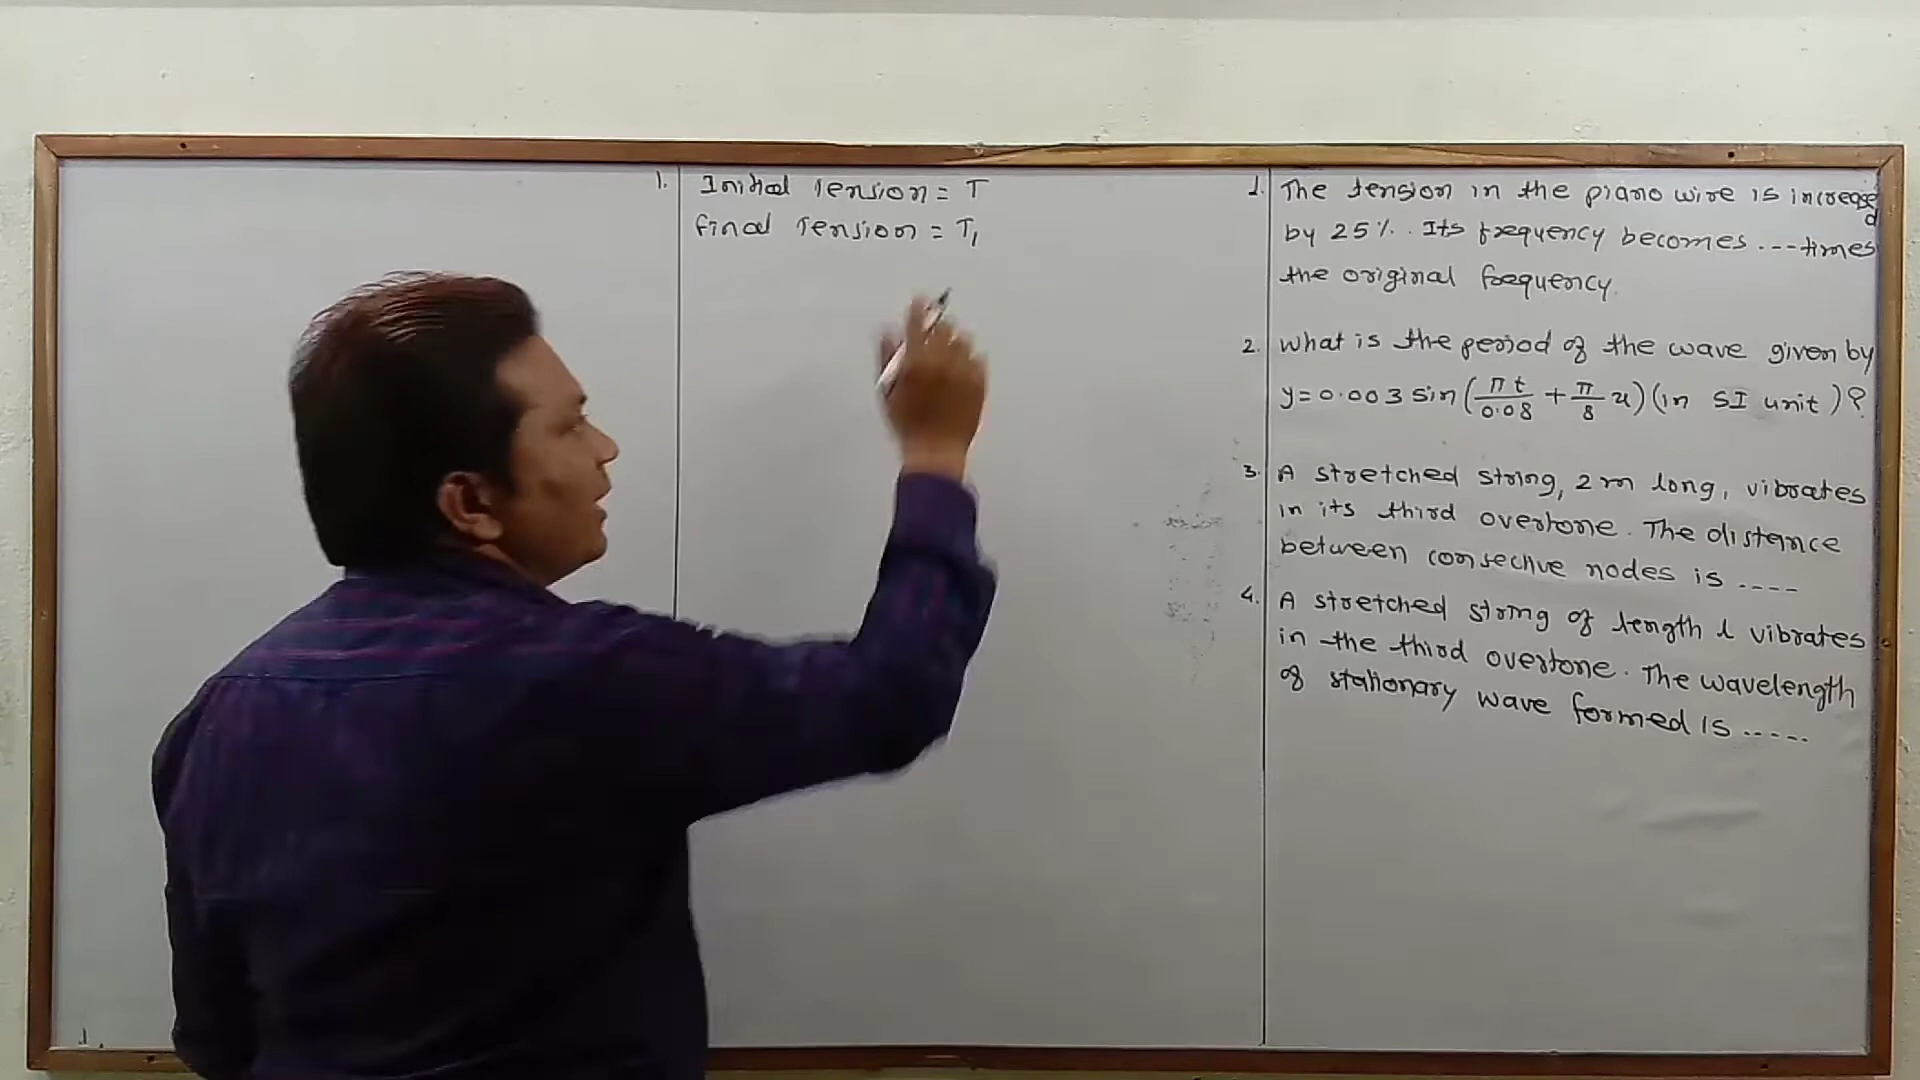 1. Initial Tension = T
Final Tension = T₁
1. The tension in the piano wire is increased
by 25%. Its frequency becomes ---times
the original frequency.
2. What is the period of the wave given by
y=0.003 sin(πt/0.08 + π/8 x)(in SI unit)?
3. A stretched string, 2m long, vibrates
in its third overtone. The distance
between consecive nodes is ----
4. A stretched string of length l vibrates
in the third overtone. The wavelength
of stationary wave formed is -----